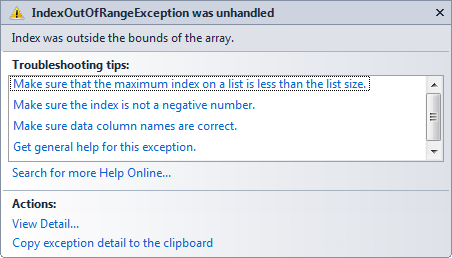 IndexOutOfRangeException was unhandled
Index was outside the bounds of the array.
Troubleshooting tips:
Make sure that the maximum index on a list is less than the list size.
Make sure the index is not a negative number.
Make sure data column names are correct.
Get general help for this exception.
Search for more Help Online...
Actions:
View Detail...
Copy exception detail to the clipboard